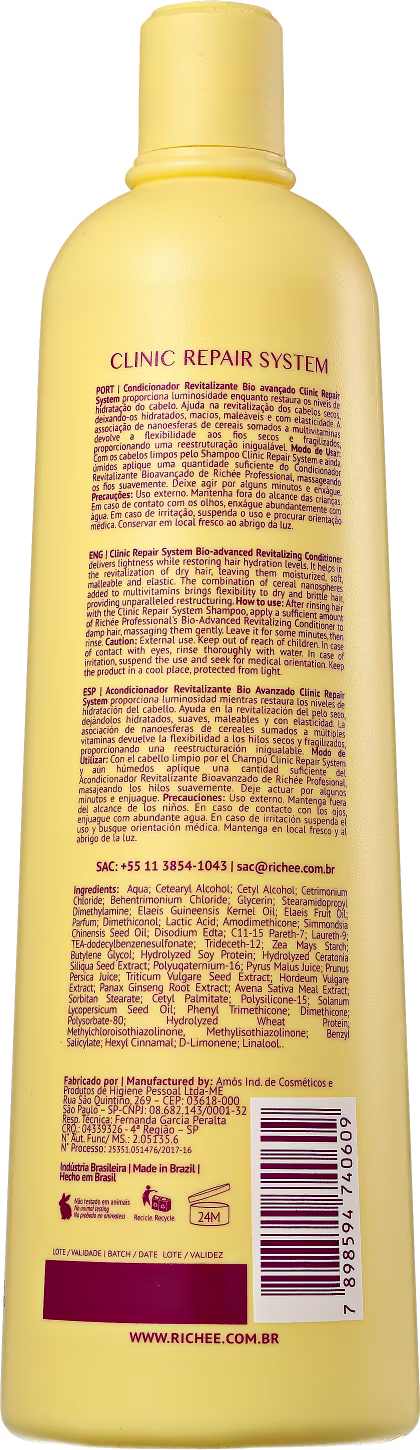 CLINIC REPAIR SYSTEM
PORT | Condicionador Revitalizante Bio avançado Clinic Repair
System proporciona luminosidade enquanto restaura os níveis de
hidratação do cabelo. Ajuda na revitalização dos cabelos secos,
deixando-os hidratados, macios, maleáveis e com elasticidade. A
associação de nanoesferas de cereais somados a multivitaminas
devolve a flexibilidade aos fios secos e fragilizados,
proporcionando uma reestruturação inigualável. Modo de Usar:
Com os cabelos limpos pelo Shampoo Clinic Repair System e ainda
úmidos aplique uma quantidade suficiente do Condicionador
Revitalizante Bioavançado de Richée Professional, massageando
os fios suavemente. Deixe agir por alguns minutos e enxágue.
Precauções: Uso externo. Mantenha fora do alcance das crianças.
Em caso de contato com os olhos, enxágue abundantemente com
água. Em caso de irritação, suspenda o uso e procurar orientação
médica. Conservar em local fresco ao abrigo da luz.
ENG | Clinic Repair System Bio-advanced Revitalizing Conditioner
delivers lightness while restoring hair hydration levels. It helps in
the revitalization of dry hair, leaving them moisturized, soft,
malleable and elastic. The combination of cereal nanospheres
added to multivitamins brings flexibility to dry and brittle hair,
providing unparalleled restructuring. How to use: After rinsing hair
with the Clinic Repair System Shampoo, apply a sufficient amount
of Richée Professional's Bio-Advanced Revitalizing Conditioner to
damp hair, massaging them gently. Leave it for some minutes, then
rinse. Caution: External use. Keep out of reach of children. In case
of contact with eyes, rinse thoroughly with water. In case of
irritation, suspend the use and seek for medical orientation. Keep
the product in a cool place, protected from light.
ESP | Acondicionador Revitalizante Bio Avanzado Clinic Repair
System proporciona luminosidad mientras restaura los niveles de
hidratación del cabello. Ayuda en la revitalización del pelo seco,
dejándolos hidratados, suaves, maleables y con elasticidad. La
asociación de nanoesferas de cereales sumados a múltiples
vitaminas devuelve la flexibilidad a los hilos secos y fragilizados,
proporcionando una reestructuración inigualable. Modo de
Utilizar: Con el cabello limpio por el Champú Clinic Repair System
y aún húmedos aplique una cantidad suficiente del
Acondicionador Revitalizante Bioavanzado de Richée Profesional,
masajeando los hilos suavemente. Deje actuar por algunos
minutos e enjuague. Precauciones: Uso externo. Mantenga fuera
del alcance de los niños. En caso de contacto con los ojos,
enjuague con abundante agua. En caso de irritación suspenda el
uso y busque orientación médica. Mantenga en local fresco y al
abrigo de la luz.
SAC: +55 11 3854-1043 | sac@richee.com.br
Ingredients: Aqua; Cetearyl Alcohol; Cetyl Alcohol; Cetrimonium
Chloride; Behentrimonium Chloride; Glycerin; Stearamidopropyl
Dimethylamine; Elaeis Guineensis Kernel Oil; Elaeis Fruit Oil;
Parfum; Dimethiconol; Lactic Acid; Amodimethicone; Simmondsia
Chinensis Seed Oil; Disodium Edta; C11-15 Pareth-7; Laureth-9;
TEA-dodecylbenzenesulfonate; Trideceth-12; Zea Mays Starch;
Butylene Glycol; Hydrolyzed Soy Protein; Hydrolyzed Ceratonia
Siliqua Seed Extract; Polyquaternium-16; Pyrus Malus Juice; Prunus
Persica Juice; Triticum Vulgare Seed Extract; Hordeum Vulgare
Extract; Panax Ginseng Root Extract; Avena Sativa Meal Extract;
Sorbitan Stearate; Cetyl Palmitate; Polysilicone-15; Solanum
Lycopersicum Seed Oil; Phenyl Trimethicone; Dimethicone;
Polysorbate-80; Hydrolyzed Wheat Protein;
Methylchloroisothiazolinone, Methylisothiazolinone; Benzyl
Salicylate; Hexyl Cinnamal; D-Limonene; Linalool..
Fabricado por | Manufactured by: Amós Ind. de Cosméticos e
Produtos de Higiene Pessoal Ltda-ME
Rua São Quintino, 269 – CEP: 03618-000
São Paulo – SP-CNPJ: 08.682.143/0001-32
Resp. Técnica: Fernanda Garcia Peralta
CRQ: 04339326 - 4ª Região – SP
N° Aut. Func/ MS.: 2.05135.6
N° Processo: 25351.051476/2017-16
Indústria Brasileira | Made in Brazil |
Hecho em Brasil
Não testado em animais
No animal testing
No probado en animales
Recicle. Recycle.
24M
LOTE / VALIDADE | BATCH / DATE LOTE / VALIDEZ
7 898594 740609
WWW.RICHEE.COM.BR